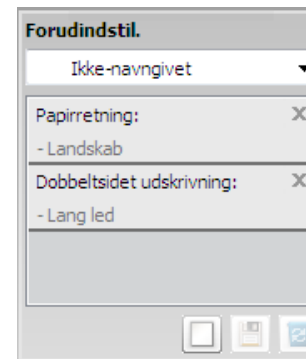 Forudindstil.
Ikke-navngivet
Papirretning:
- Landskab
Dobbeltsidet udskrivning:
- Lang led